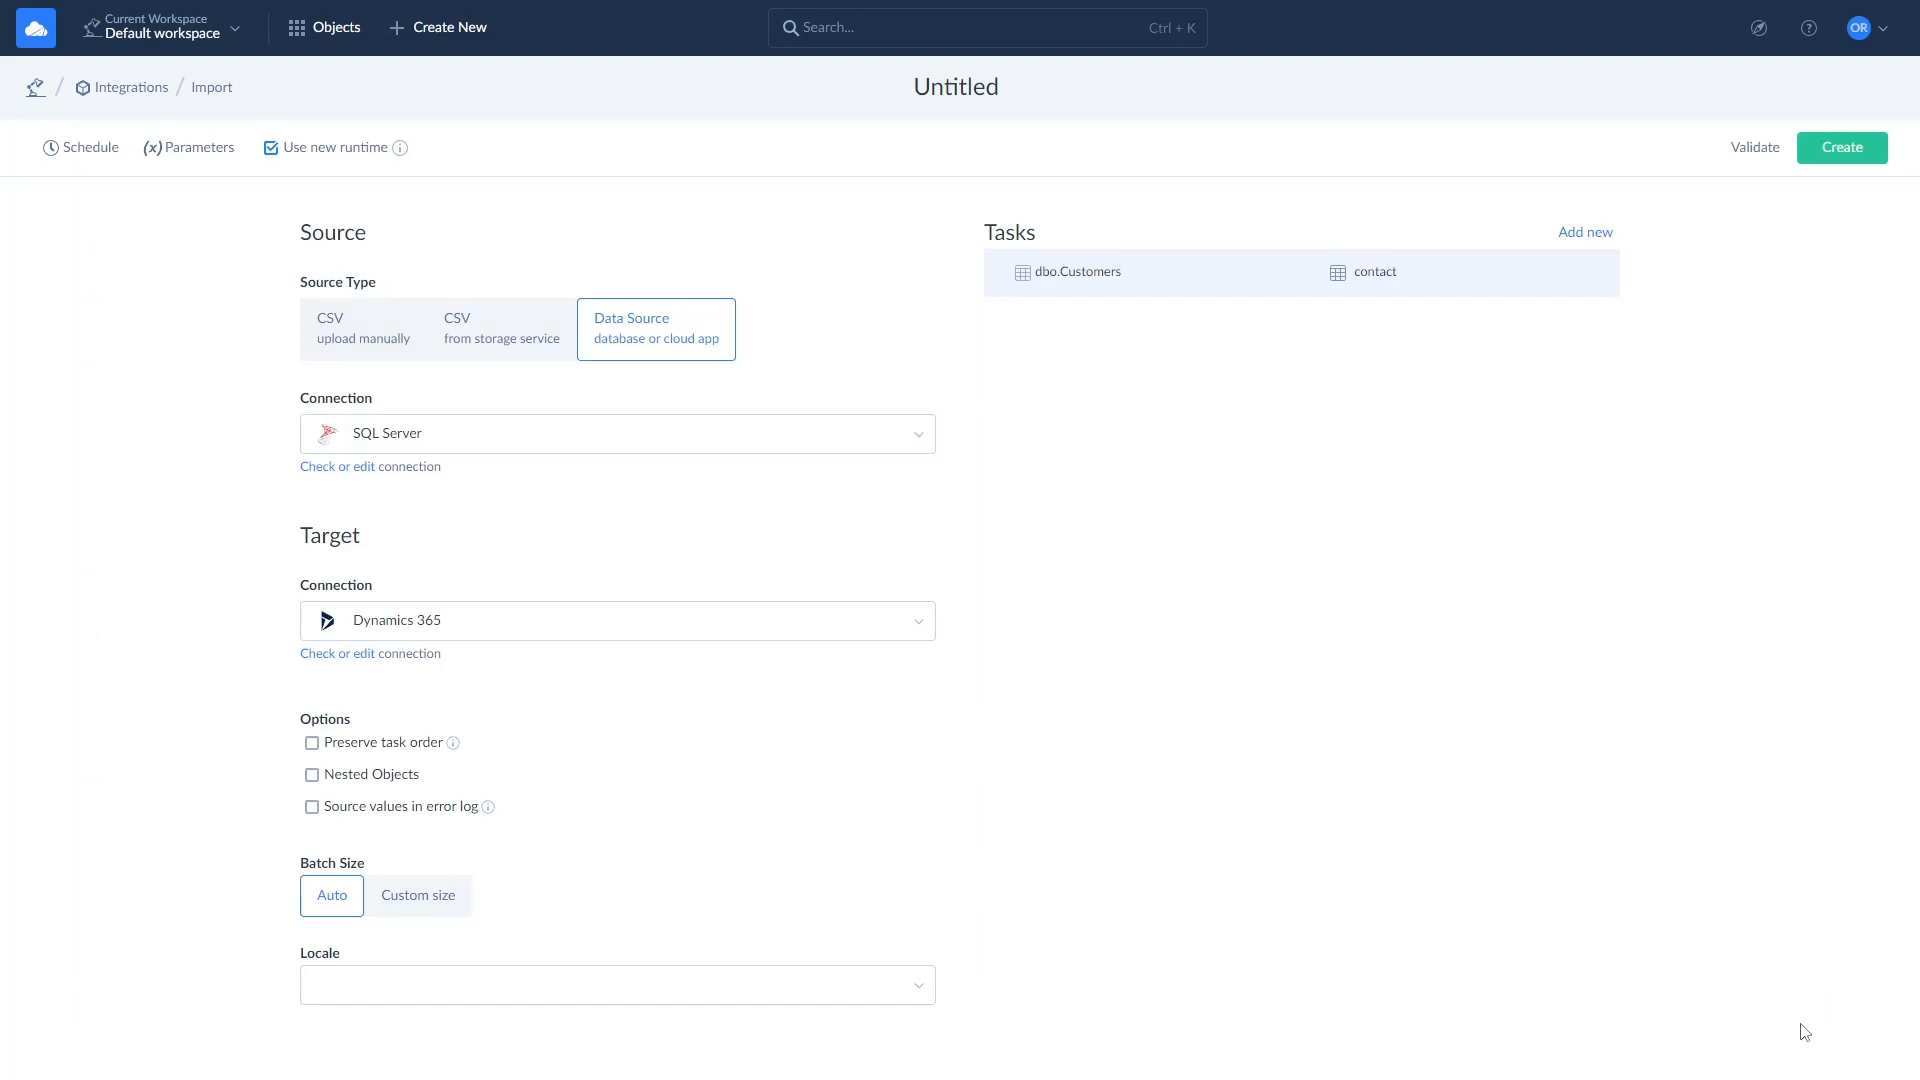 Current Workspace
Default workspace
Objects
Create New
Search...
Ctrl + K
OR
/ Integrations / Import
Untitled
Schedule
(x) Parameters
Use new runtime
Validate
Create
Source
Source Type
CSV
upload manually
CSV
from storage service
Data Source
database or cloud app
Connection
SQL Server
Check or edit connection
Target
Connection
Dynamics 365
Check or edit connection
Options
Preserve task order
Nested Objects
Source values in error log
Batch Size
Auto
Custom size
Locale
Tasks
Add new
dbo.Customers
contact